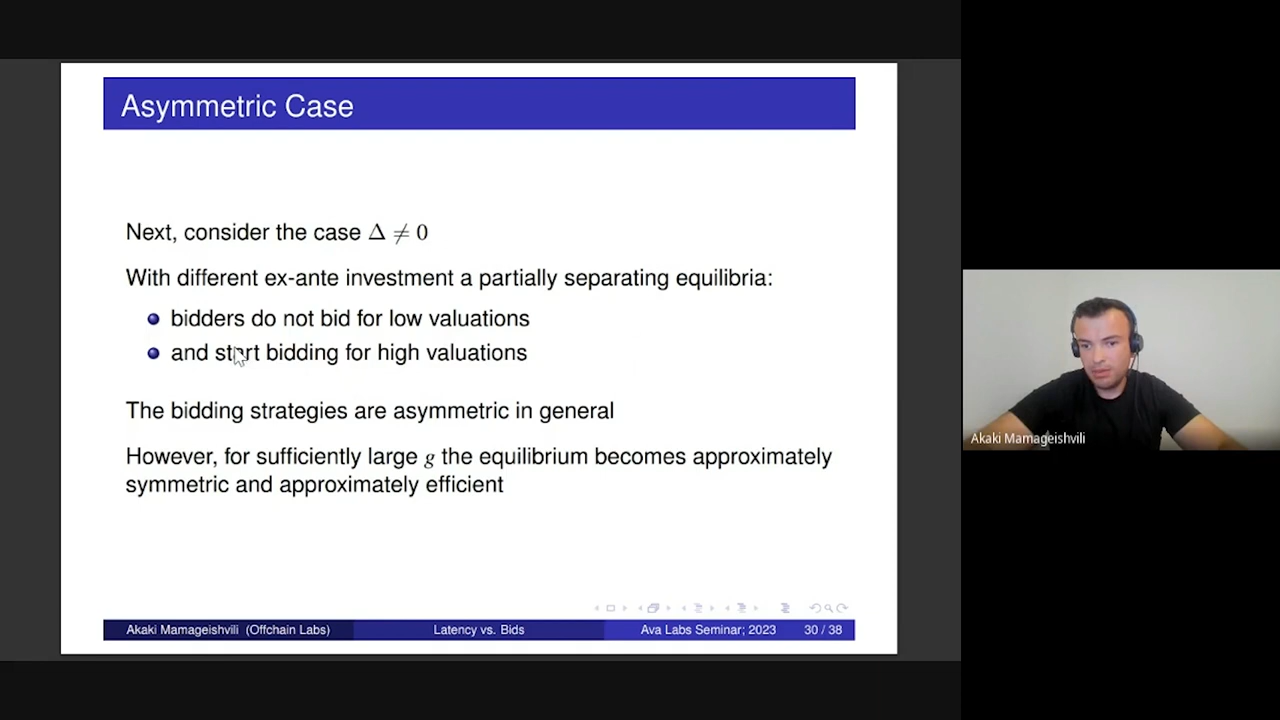 Asymmetric Case
Next, consider the case Δ ≠ 0
With different ex-ante investment a partially separating equilibria:
bidders do not bid for low valuations
and start bidding for high valuations
The bidding strategies are asymmetric in general
However, for sufficiently large g the equilibrium becomes approximately
symmetric and approximately efficient
Akaki Mamageishvili (Offchain Labs)
Latency vs. Bids
Ava Labs Seminar; 2023
30 / 38
Akaki Mamageishvili